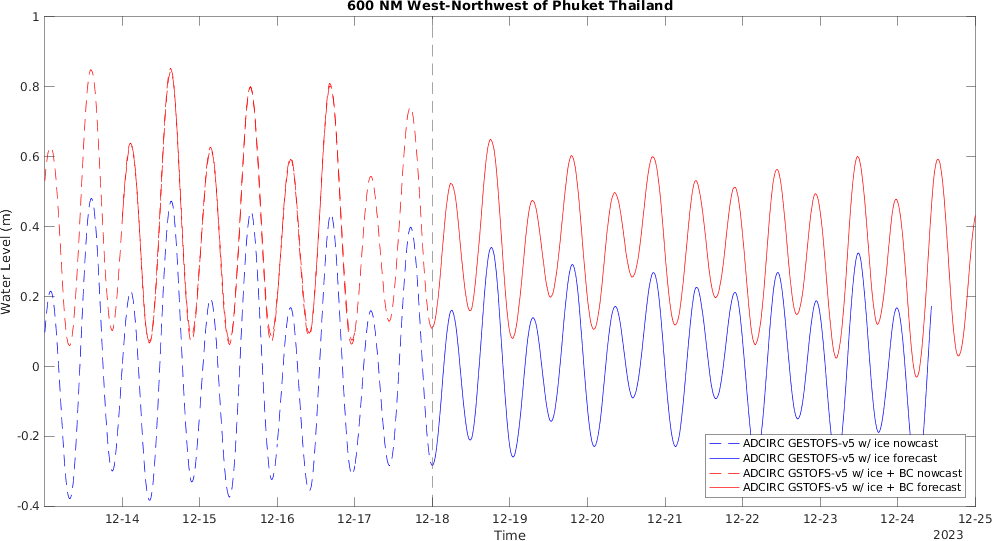 600 NM West-Northwest of Phuket Thailand
1
0.8
0.6
0.4
0.2
0
-0.2
-0.4
Water Level (m)
ADCIRC GESTOFS-v5 w/ ice nowcast
ADCIRC GESTOFS-v5 w/ ice forecast
ADCIRC GSTOFS-v5 w/ ice + BC nowcast
ADCIRC GSTOFS-v5 w/ ice + BC forecast
12-14 12-15 12-16 12-17 12-18 12-19 12-20 12-21 12-22 12-23 12-24 12-25
Time
2023